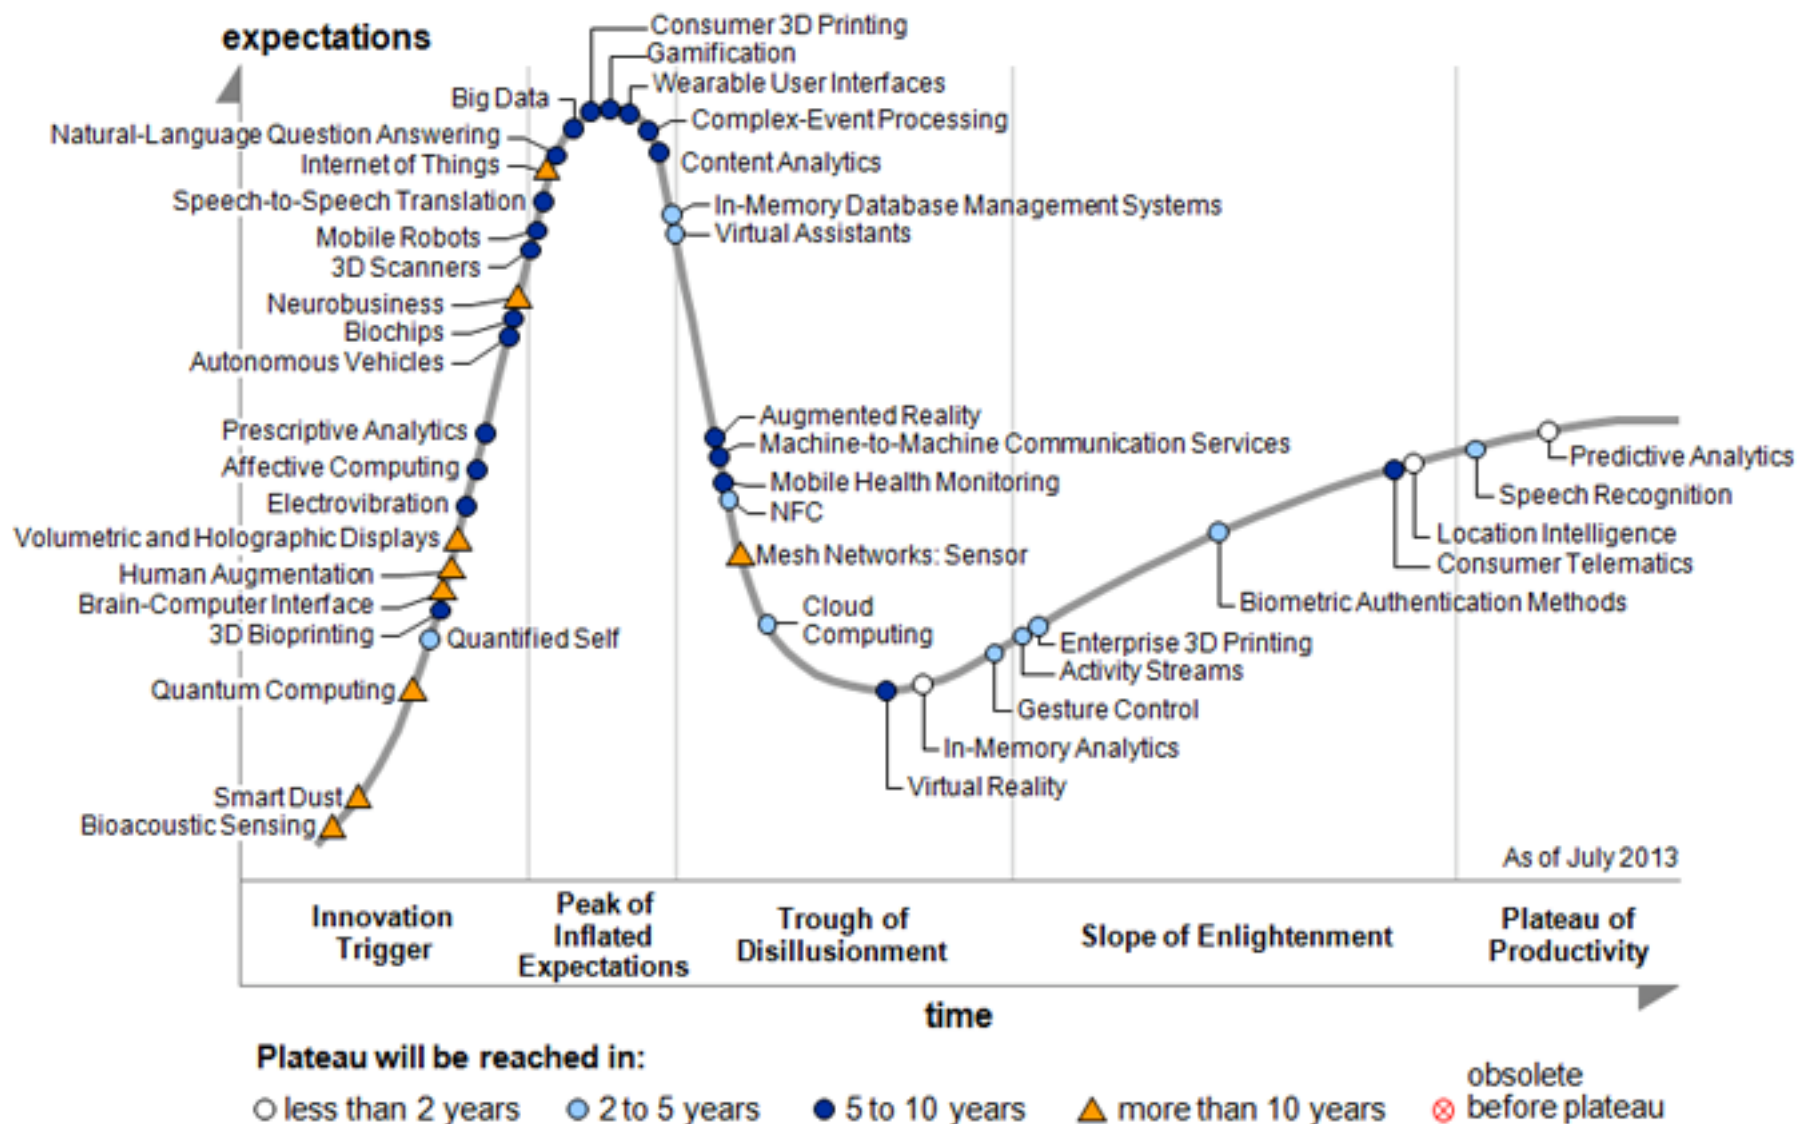 expectations
Consumer 3D Printing
Gamification
Wearable User Interfaces
Big Data
Complex-Event Processing
Natural-Language Question Answering
Internet of Things
Content Analytics
Speech-to-Speech Translation
In-Memory Database Management Systems
Virtual Assistants
Mobile Robots
3D Scanners
Neurobusiness
Biochips
Autonomous Vehicles
Augmented Reality
Prescriptive Analytics
Machine-to-Machine Communication Services
Predictive Analytics
Affective Computing
Mobile Health Monitoring
Speech Recognition
Electrovibration
NFC
Volumetric and Holographic Displays
Location Intelligence
Mesh Networks: Sensor
Consumer Telematics
Human Augmentation
Brain-Computer Interface
Cloud
Computing
Biometric Authentication Methods
3D Bioprinting
Quantified Self
Enterprise 3D Printing
Activity Streams
Quantum Computing
Gesture Control
In-Memory Analytics
Virtual Reality
Smart Dust
Bioacoustic Sensing
As of July 2013
Innovation
Trigger
Peak of
Inflated
Expectations
Trough of
Disillusionment
Slope of Enlightenment
Plateau of
Productivity
time
Plateau will be reached in:
less than 2 years
2 to 5 years
5 to 10 years
more than 10 years
obsolete
before plateau